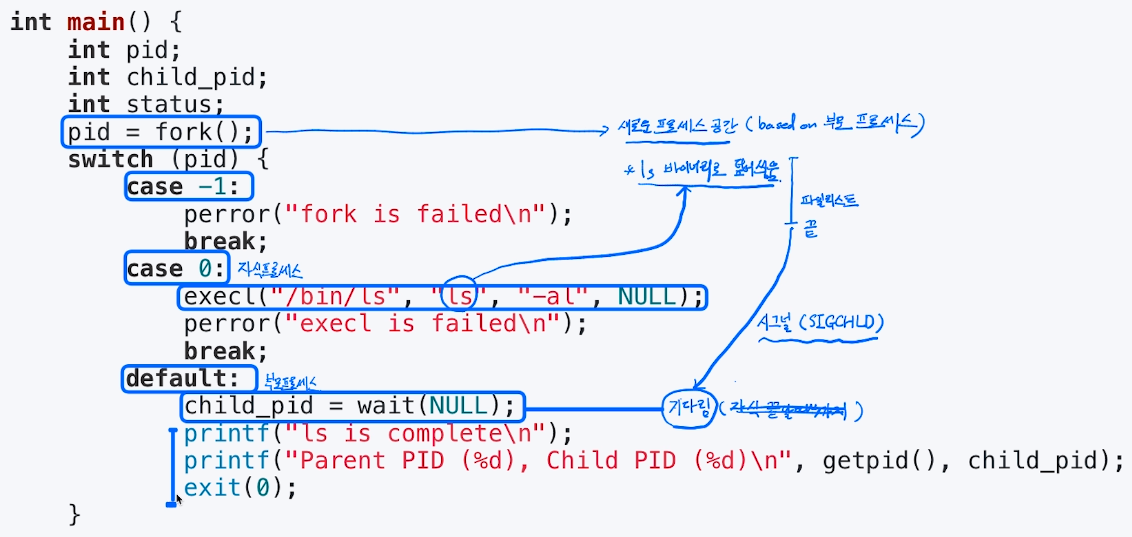 int main() {
int pid;
int child_pid;
int status;
pid = fork();
새로운 프로세스 공간 (based on 부모 프로세스)
switch (pid) {
* ls 바이너리로 덮어씌움.
case -1:
파일리스트
perror("fork is failed\n");
끝
break;
case 0: 자식프로세스
execl("/bin/ls", "ls", "-al", NULL);
perror("execl is failed\n");
시그널 (SIGCHLD)
break;
default: 부모프로세스
child_pid = wait(NULL);
기다림 (자식 끝날때까지)
printf("ls is complete\n");
printf("Parent PID (%d), Child PID (%d)\n", getpid(), child_pid);
exit(0);
}